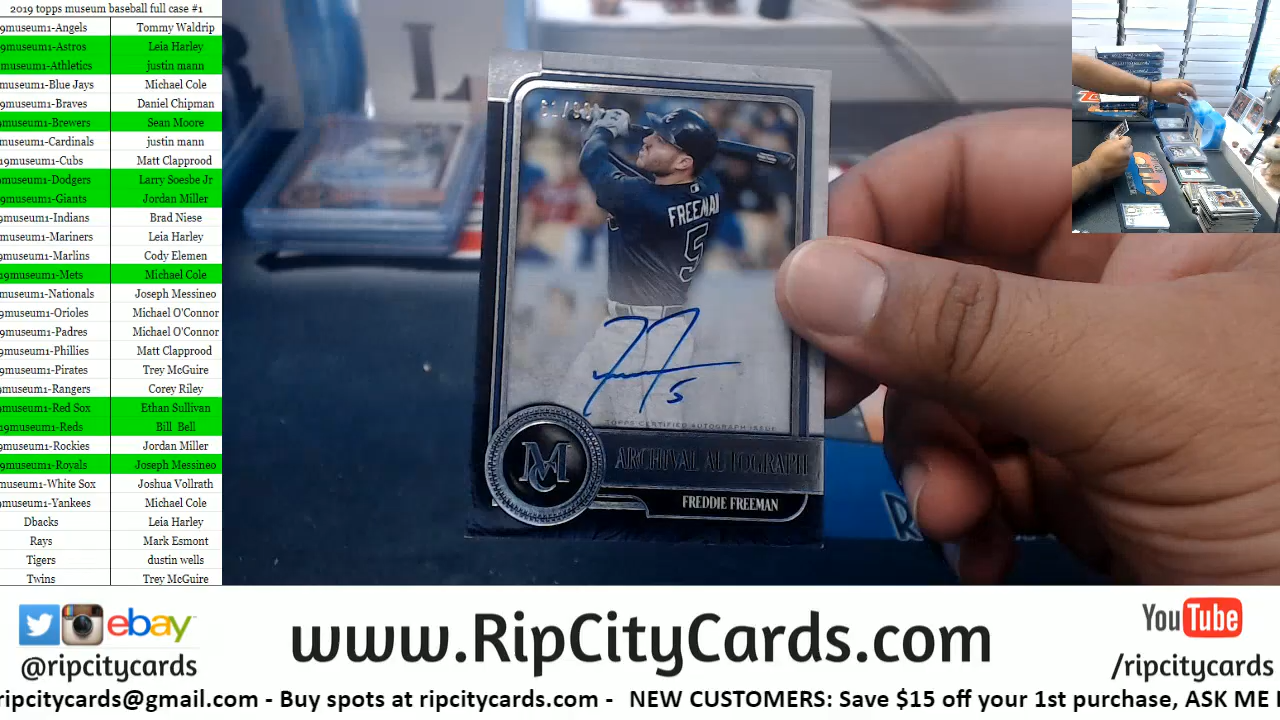 2019 topps museum baseball full case #1
9museum1-Angels Tommy Waldrip
9museum1-Astros Leia Harley
museum1-Athletics justin mann
museum1-Blue Jays Michael Cole
9museum1-Braves Daniel Chipman
museum1-Brewers Sean Moore
museum1-Cardinals justin mann
19museum1-Cubs Matt Clapprood
9museum1-Dodgers Larry Soesbe Jr
9museum1-Giants Jordan Miller
9museum1-Indians Brad Niese
museum1-Mariners Leia Harley
museum1-Marlins Cody Elemen
19museum1-Mets Michael Cole
museum1-Nationals Joseph Messineo
museum1-Orioles Michael O'Connor
museum1-Padres Michael O'Connor
museum1-Phillies Matt Clapprood
museum1-Pirates Trey McGuire
museum1-Rangers Corey Riley
museum1-Red Sox Ethan Sullivan
19museum1-Reds Bill Bell
museum1-Rockies Jordan Miller
museum1-Royals Joseph Messineo
museum1-White Sox Joshua Vollrath
museum1-Yankees Michael Cole
Dbacks Leia Harley
Rays Mark Esmont
Tigers dustin wells
Twins Trey McGuire
FREEMAN
5
5
TOPPS CERTIFIED AUTOGRAPH ISSUE
MC
ARCHIVAL AUTOGRAPH
FREDDIE FREEMAN
ebay
@ripcitycards
www.RipCityCards.com
YouTube
/ripcitycards
ripcitycards@gmail.com - Buy spots at ripcitycards.com - NEW CUSTOMERS: Save $15 off your 1st purchase, ASK ME